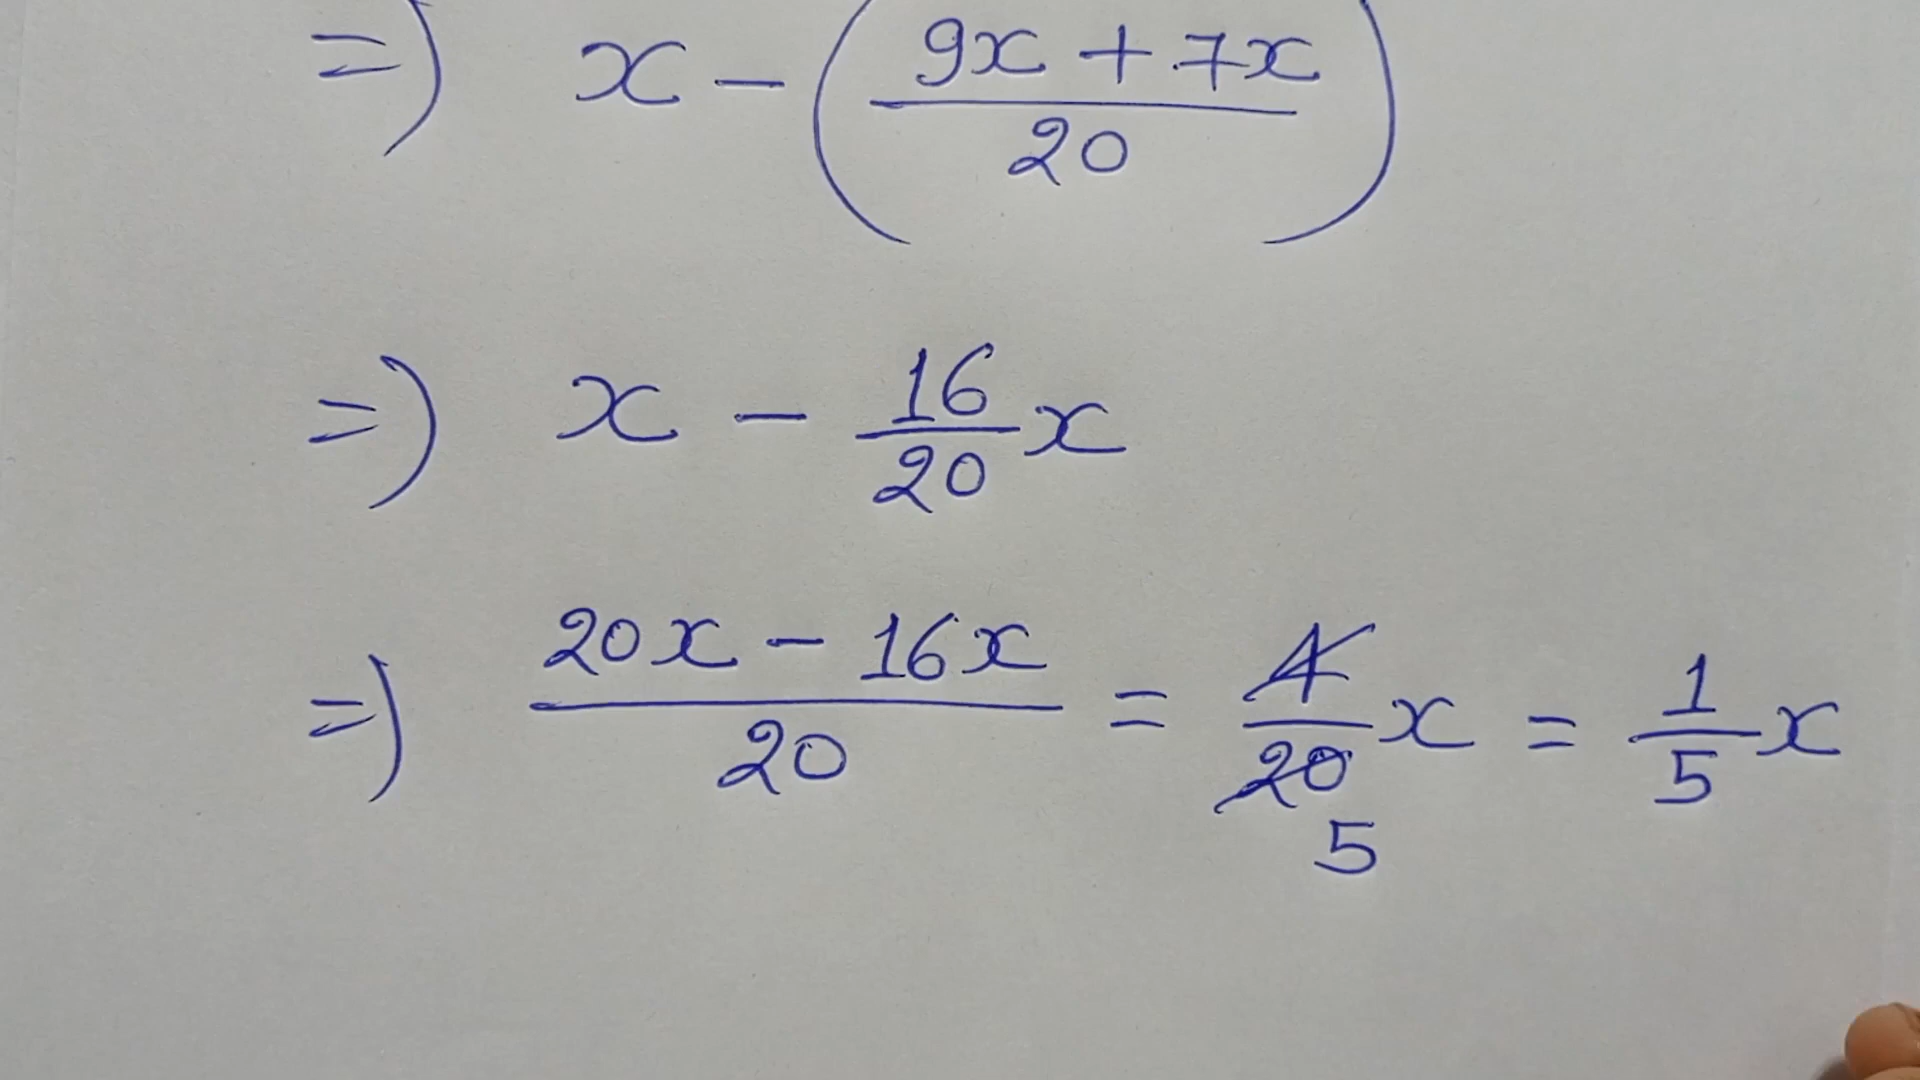 =) x - ( (9x + 7x)/20 )
=) x - 16/20 x
=) (20x - 16x)/20 = 4/20 x = 1/5 x
5